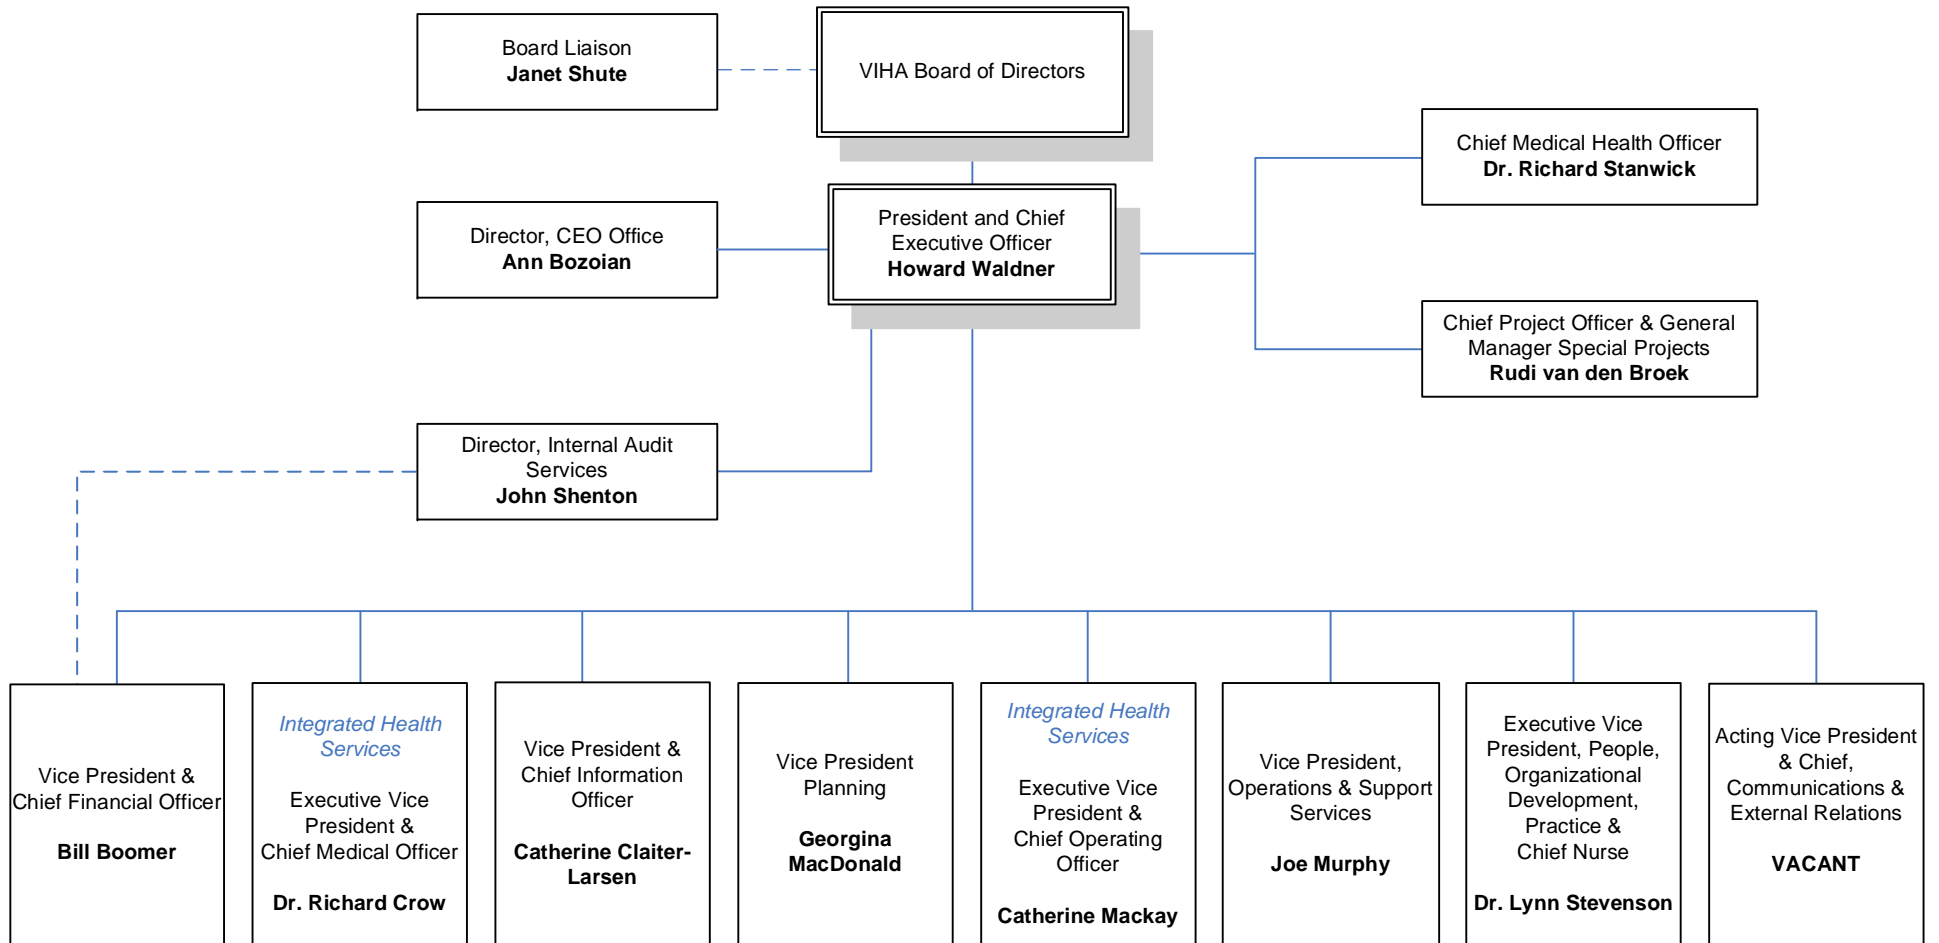 Board Liaison
Janet Shute
VIHA Board of Directors
Chief Medical Health Officer
Dr. Richard Stanwick
Director, CEO Office
Ann Bozoian
President and Chief
Executive Officer
Howard Waldner
Chief Project Officer & General
Manager Special Projects
Rudi van den Broek
Director, Internal Audit
Services
John Shenton
Vice President &
Chief Financial Officer
Bill Boomer
Integrated Health
Services
Executive Vice
President &
Chief Medical Officer
Dr. Richard Crow
Vice President &
Chief Information
Officer
Catherine Claiter-
Larsen
Vice President
Planning
Georgina
MacDonald
Integrated Health
Services
Executive Vice
President &
Chief Operating
Officer
Catherine Mackay
Vice President,
Operations & Support
Services
Joe Murphy
Executive Vice
President, People,
Organizational
Development,
Practice &
Chief Nurse
Dr. Lynn Stevenson
Acting Vice President
& Chief,
Communications &
External Relations
VACANT